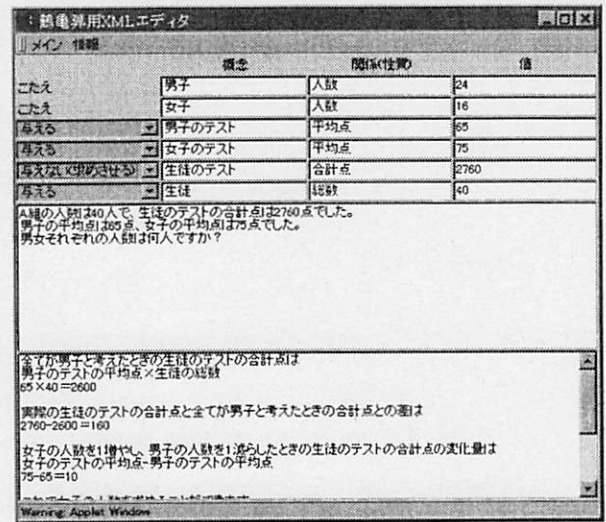 鶴亀算用XMLエディタ
メイン 情報
概念 関係(性質) 値
こたえ 男子 人数 24
こたえ 女子 人数 16
与える 男子のテスト 平均点 65
与える 女子のテスト 平均点 75
与えない(求めさせる) 生徒のテスト 合計点 2760
与える 生徒 総数 40
A組の人数は40人で、生徒のテストの合計点は2760点でした。
男子の平均点は65点、女子の平均点は75点でした。
男女それぞれの人数は何人ですか？
全てが男子と考えたときの生徒のテストの合計点は
男子のテストの平均点×生徒の総数
65×40=2600
実際の生徒のテストの合計点と全てが男子と考えたときの合計点との差は
2760-2600=160
女子の人数を1増やし、男子の人数を1減らしたときの生徒のテストの合計点の変化量は
女子のテストの平均点-男子のテストの平均点
75-65=10
Warning: Applet Window